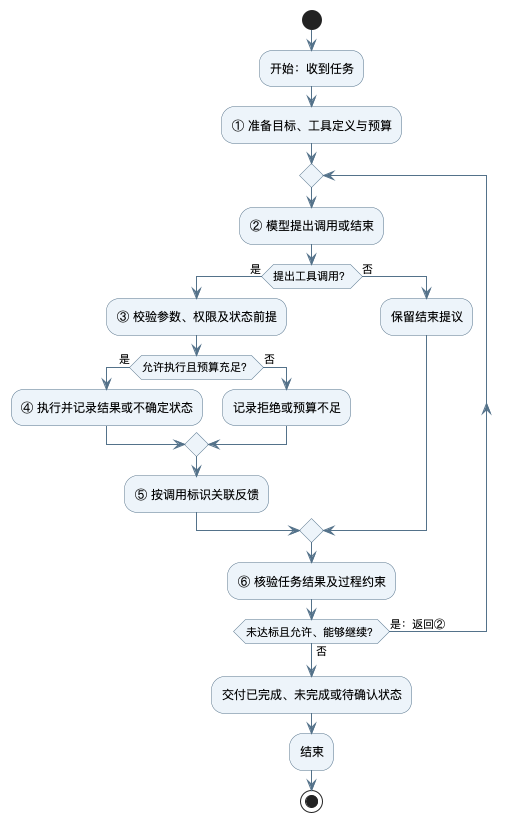 开始：收到任务
① 准备目标、工具定义与预算
② 模型提出调用或结束
提出工具调用？
是
否
③ 校验参数、权限及状态前提
保留结束提议
允许执行且预算充足？
是
否
④ 执行并记录结果或不确定状态
记录拒绝或预算不足
⑤ 按调用标识关联反馈
⑥ 核验任务结果及过程约束
未达标且允许、能够继续？
是：返回②
否
交付已完成、未完成或待确认状态
结束